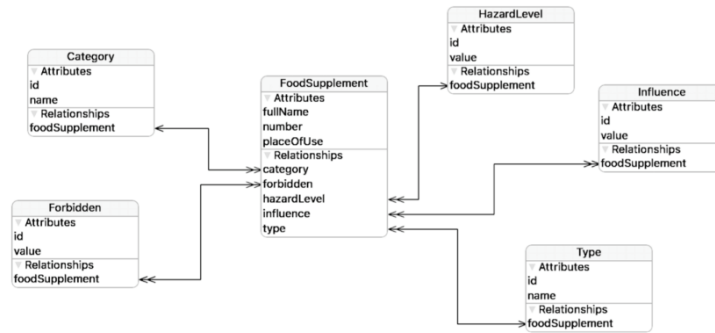 Category
Attributes
id
name
Relationships
foodSupplement
FoodSupplement
Attributes
fullName
number
placeOfUse
Relationships
category
forbidden
hazardLevel
influence
type
HazardLevel
Attributes
id
value
Relationships
foodSupplement
Influence
Attributes
id
value
Relationships
foodSupplement
Forbidden
Attributes
id
value
Relationships
foodSupplement
Type
Attributes
id
name
Relationships
foodSupplement